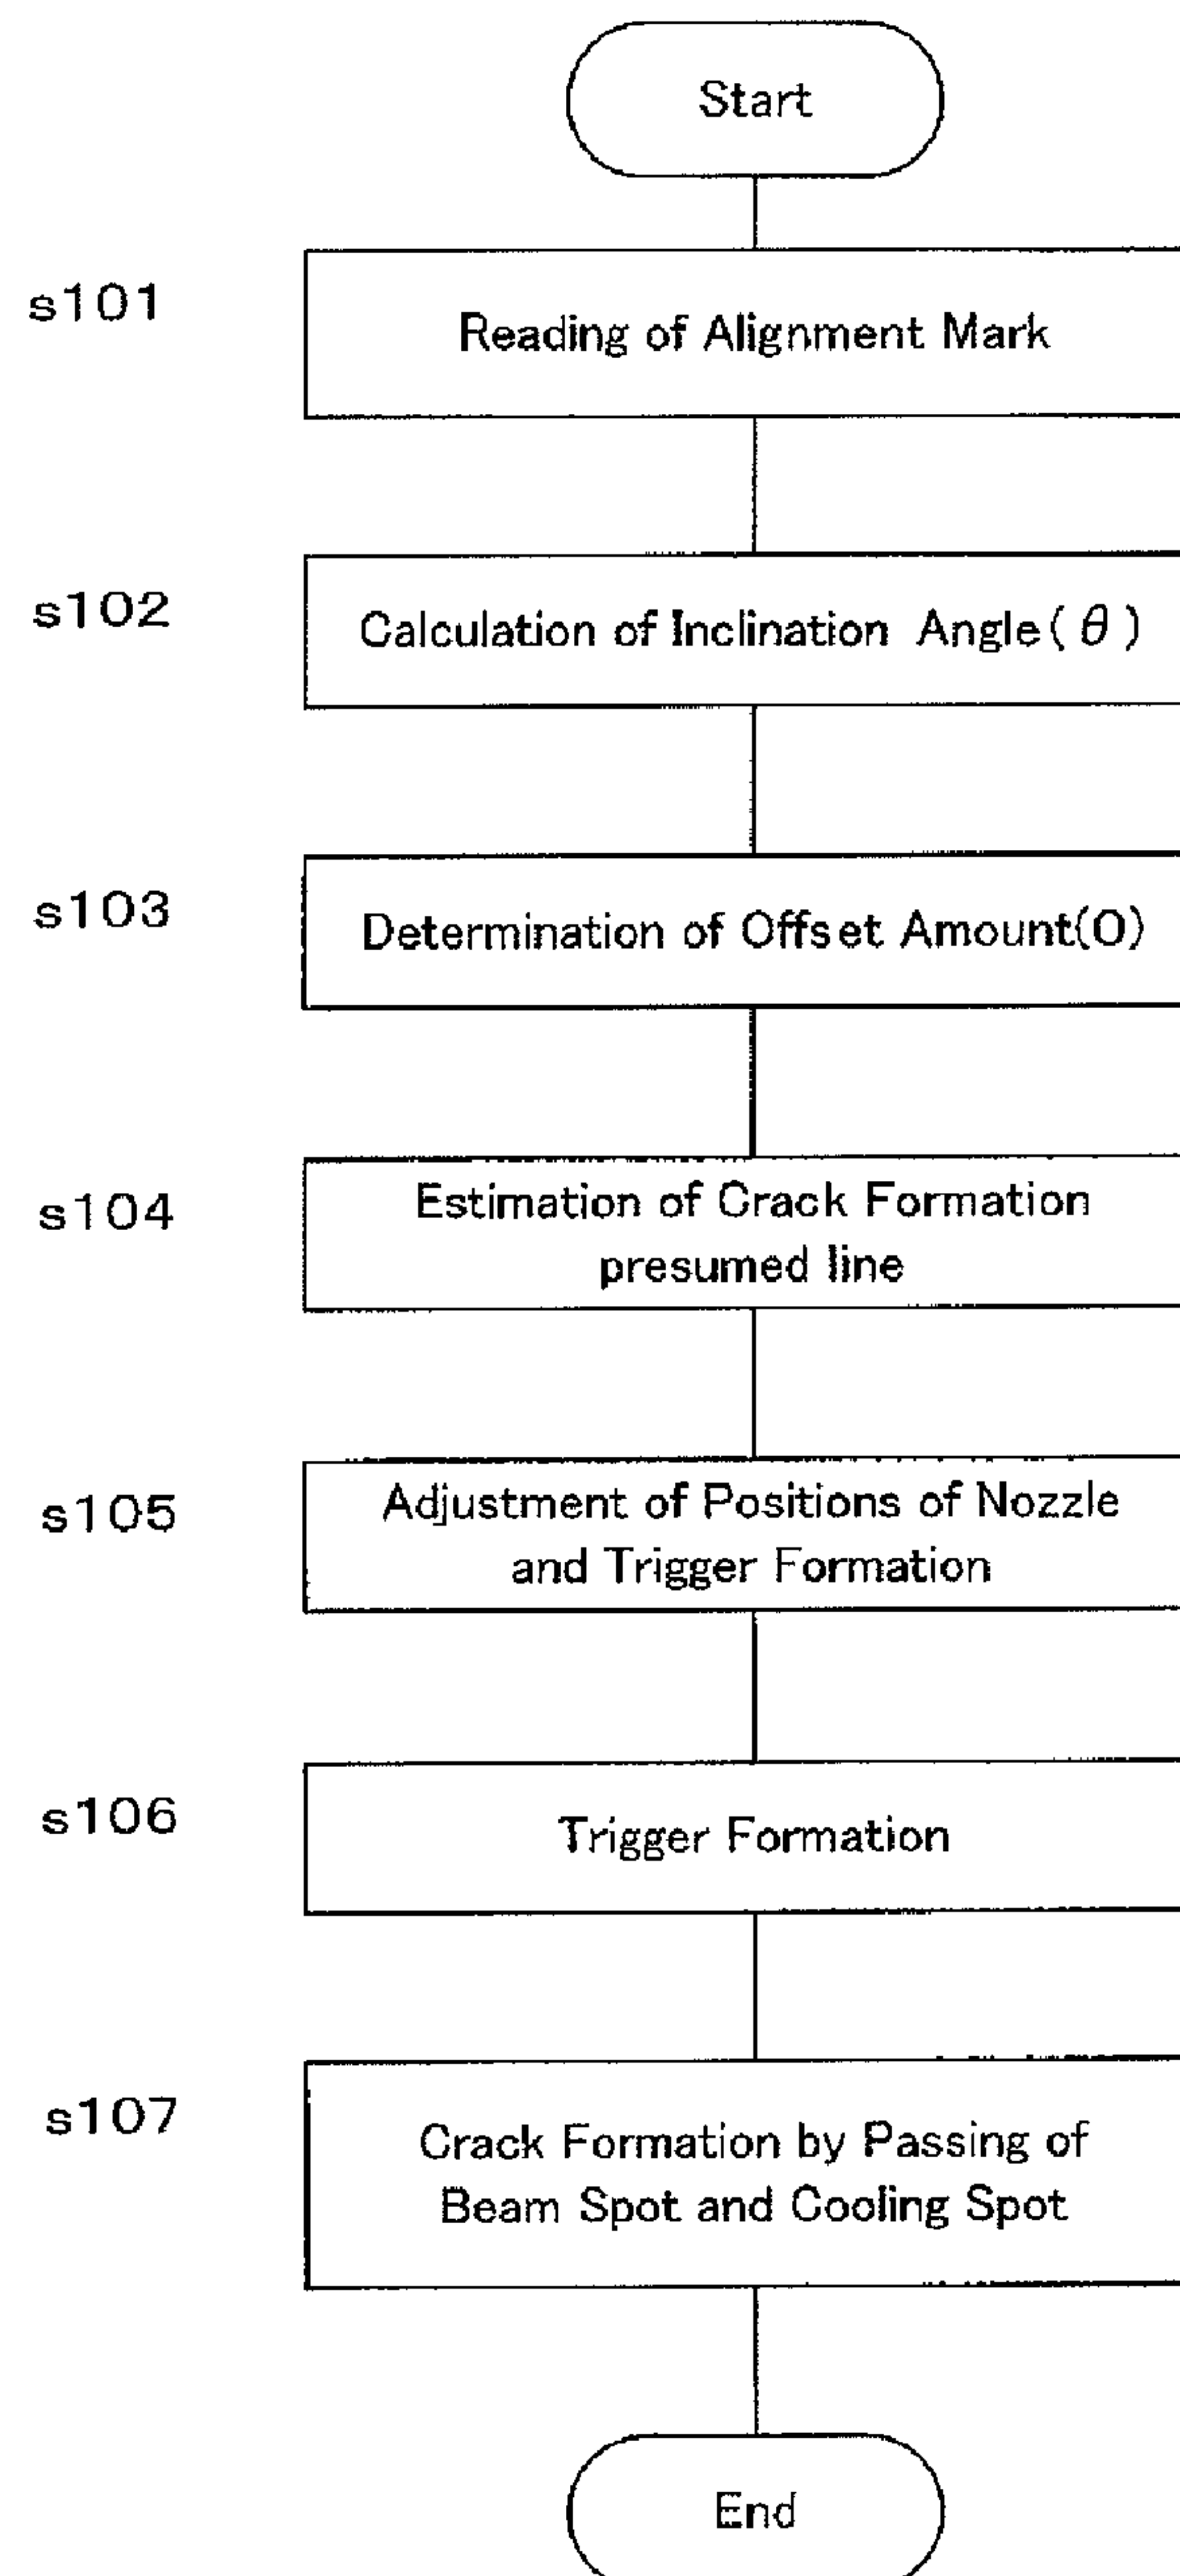 Start
s101
Reading of Alignment Mark
s102
Calculation of Inclination Angle(θ)
s103
Determination of Offset Amount(O)
s104
Estimation of Crack Formation
presumed line
s105
Adjustment of Positions of Nozzle
and Trigger Formation
s106
Trigger Formation
s107
Crack Formation by Passing of
Beam Spot and Cooling Spot
End